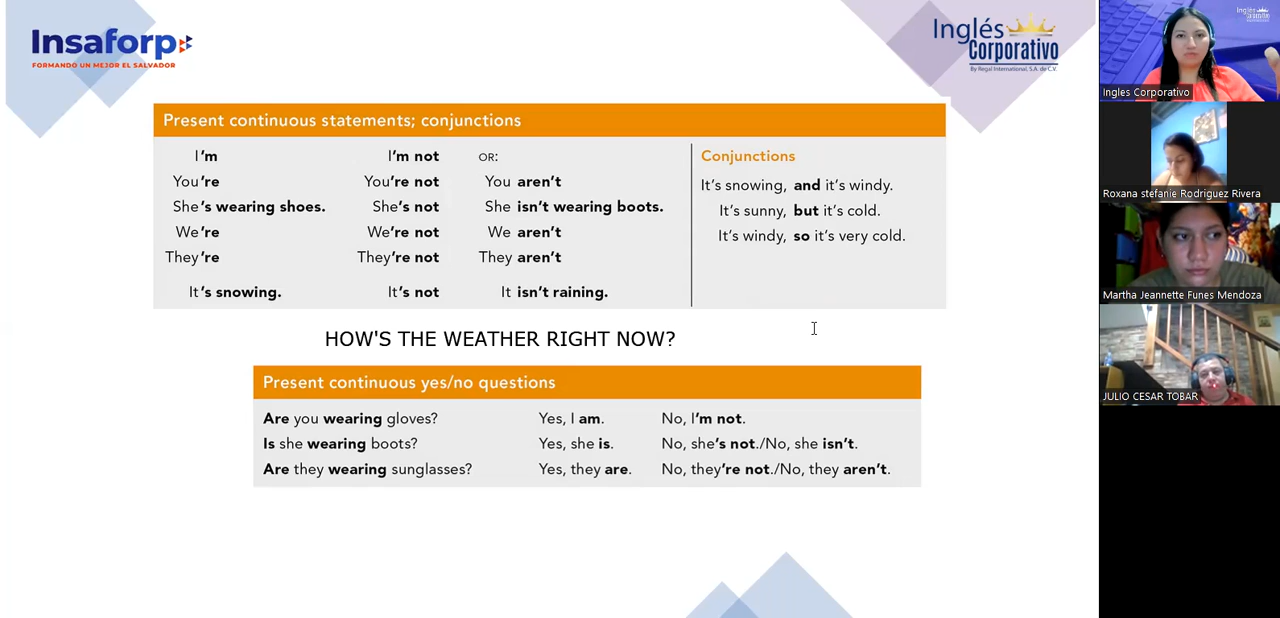 Insaforp
FORMANDO UN MEJOR EL SALVADOR
Inglés
Corporativo
By Regal International, S.A. de C.V.
Present continuous statements; conjunctions
I'm I'm not OR:
You're You're not You aren't
She's wearing shoes. She's not She isn't wearing boots.
We're We're not We aren't
They're They're not They aren't
It's snowing. It's not It isn't raining.
Conjunctions
It's snowing, and it's windy.
It's sunny, but it's cold.
It's windy, so it's very cold.
HOW'S THE WEATHER RIGHT NOW?
Present continuous yes/no questions
Are you wearing gloves? Yes, I am. No, I'm not.
Is she wearing boots? Yes, she is. No, she's not./No, she isn't.
Are they wearing sunglasses? Yes, they are. No, they're not./No, they aren't.
Inglés
Corporativo
Ingles Corporativo
Roxana stefanie Rodriguez Rivera
Martha Jeannette Funes Mendoza
JULIO CESAR TOBAR